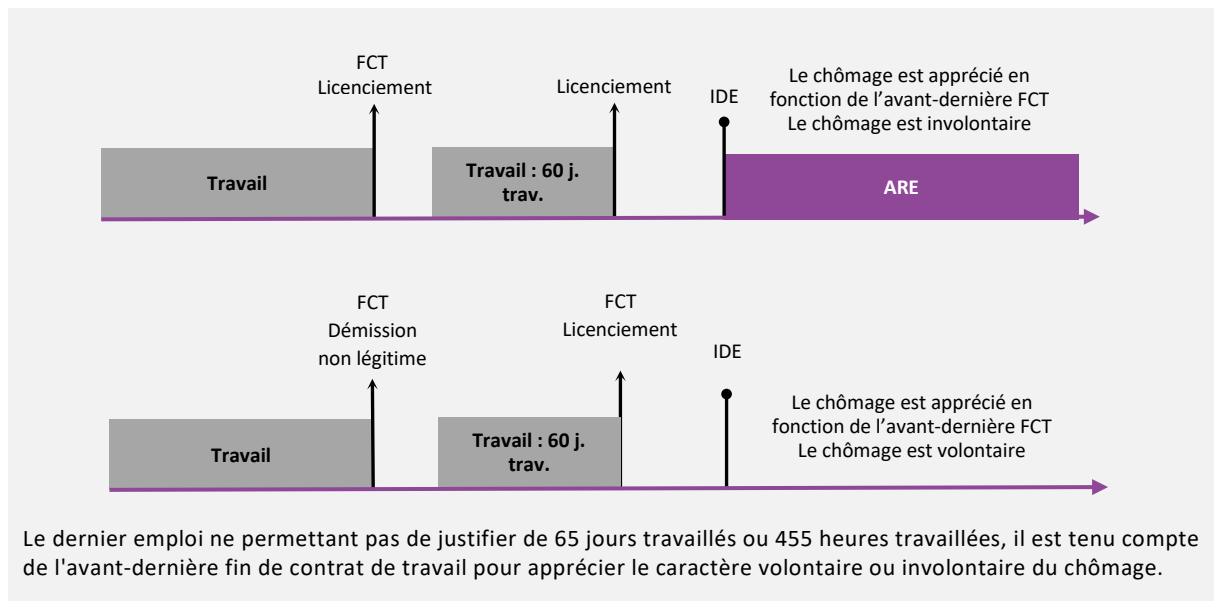 FCT
Licenciement
Licenciement
IDE
Le chômage est apprécié en
fonction de l’avant-dernière FCT
Le chômage est involontaire
Travail
Travail : 60 j.
trav.
ARE
FCT
Démission
non légitime
FCT
Licenciement
IDE
Le chômage est apprécié en
fonction de l’avant-dernière FCT
Le chômage est volontaire
Travail
Travail : 60 j.
trav.
Le dernier emploi ne permettant pas de justifier de 65 jours travaillés ou 455 heures travaillées, il est tenu compte
de l'avant-dernière fin de contrat de travail pour apprécier le caractère volontaire ou involontaire du chômage.